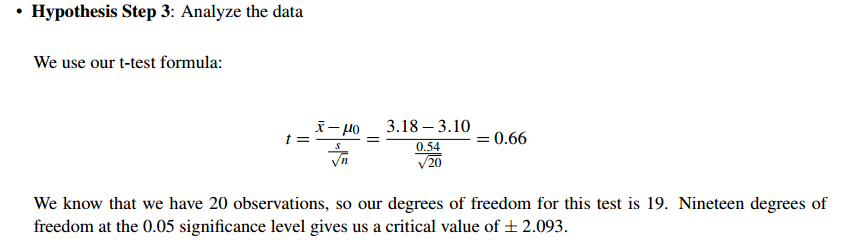 • Hypothesis Step 3: Analyze the data
We use our t-test formula:
t = \frac{\bar{x} - \mu_0}{\frac{s}{\sqrt{n}}} = \frac{3.18 - 3.10}{\frac{0.54}{\sqrt{20}}} = 0.66
We know that we have 20 observations, so our degrees of freedom for this test is 19. Nineteen degrees of
freedom at the 0.05 significance level gives us a critical value of ± 2.093.